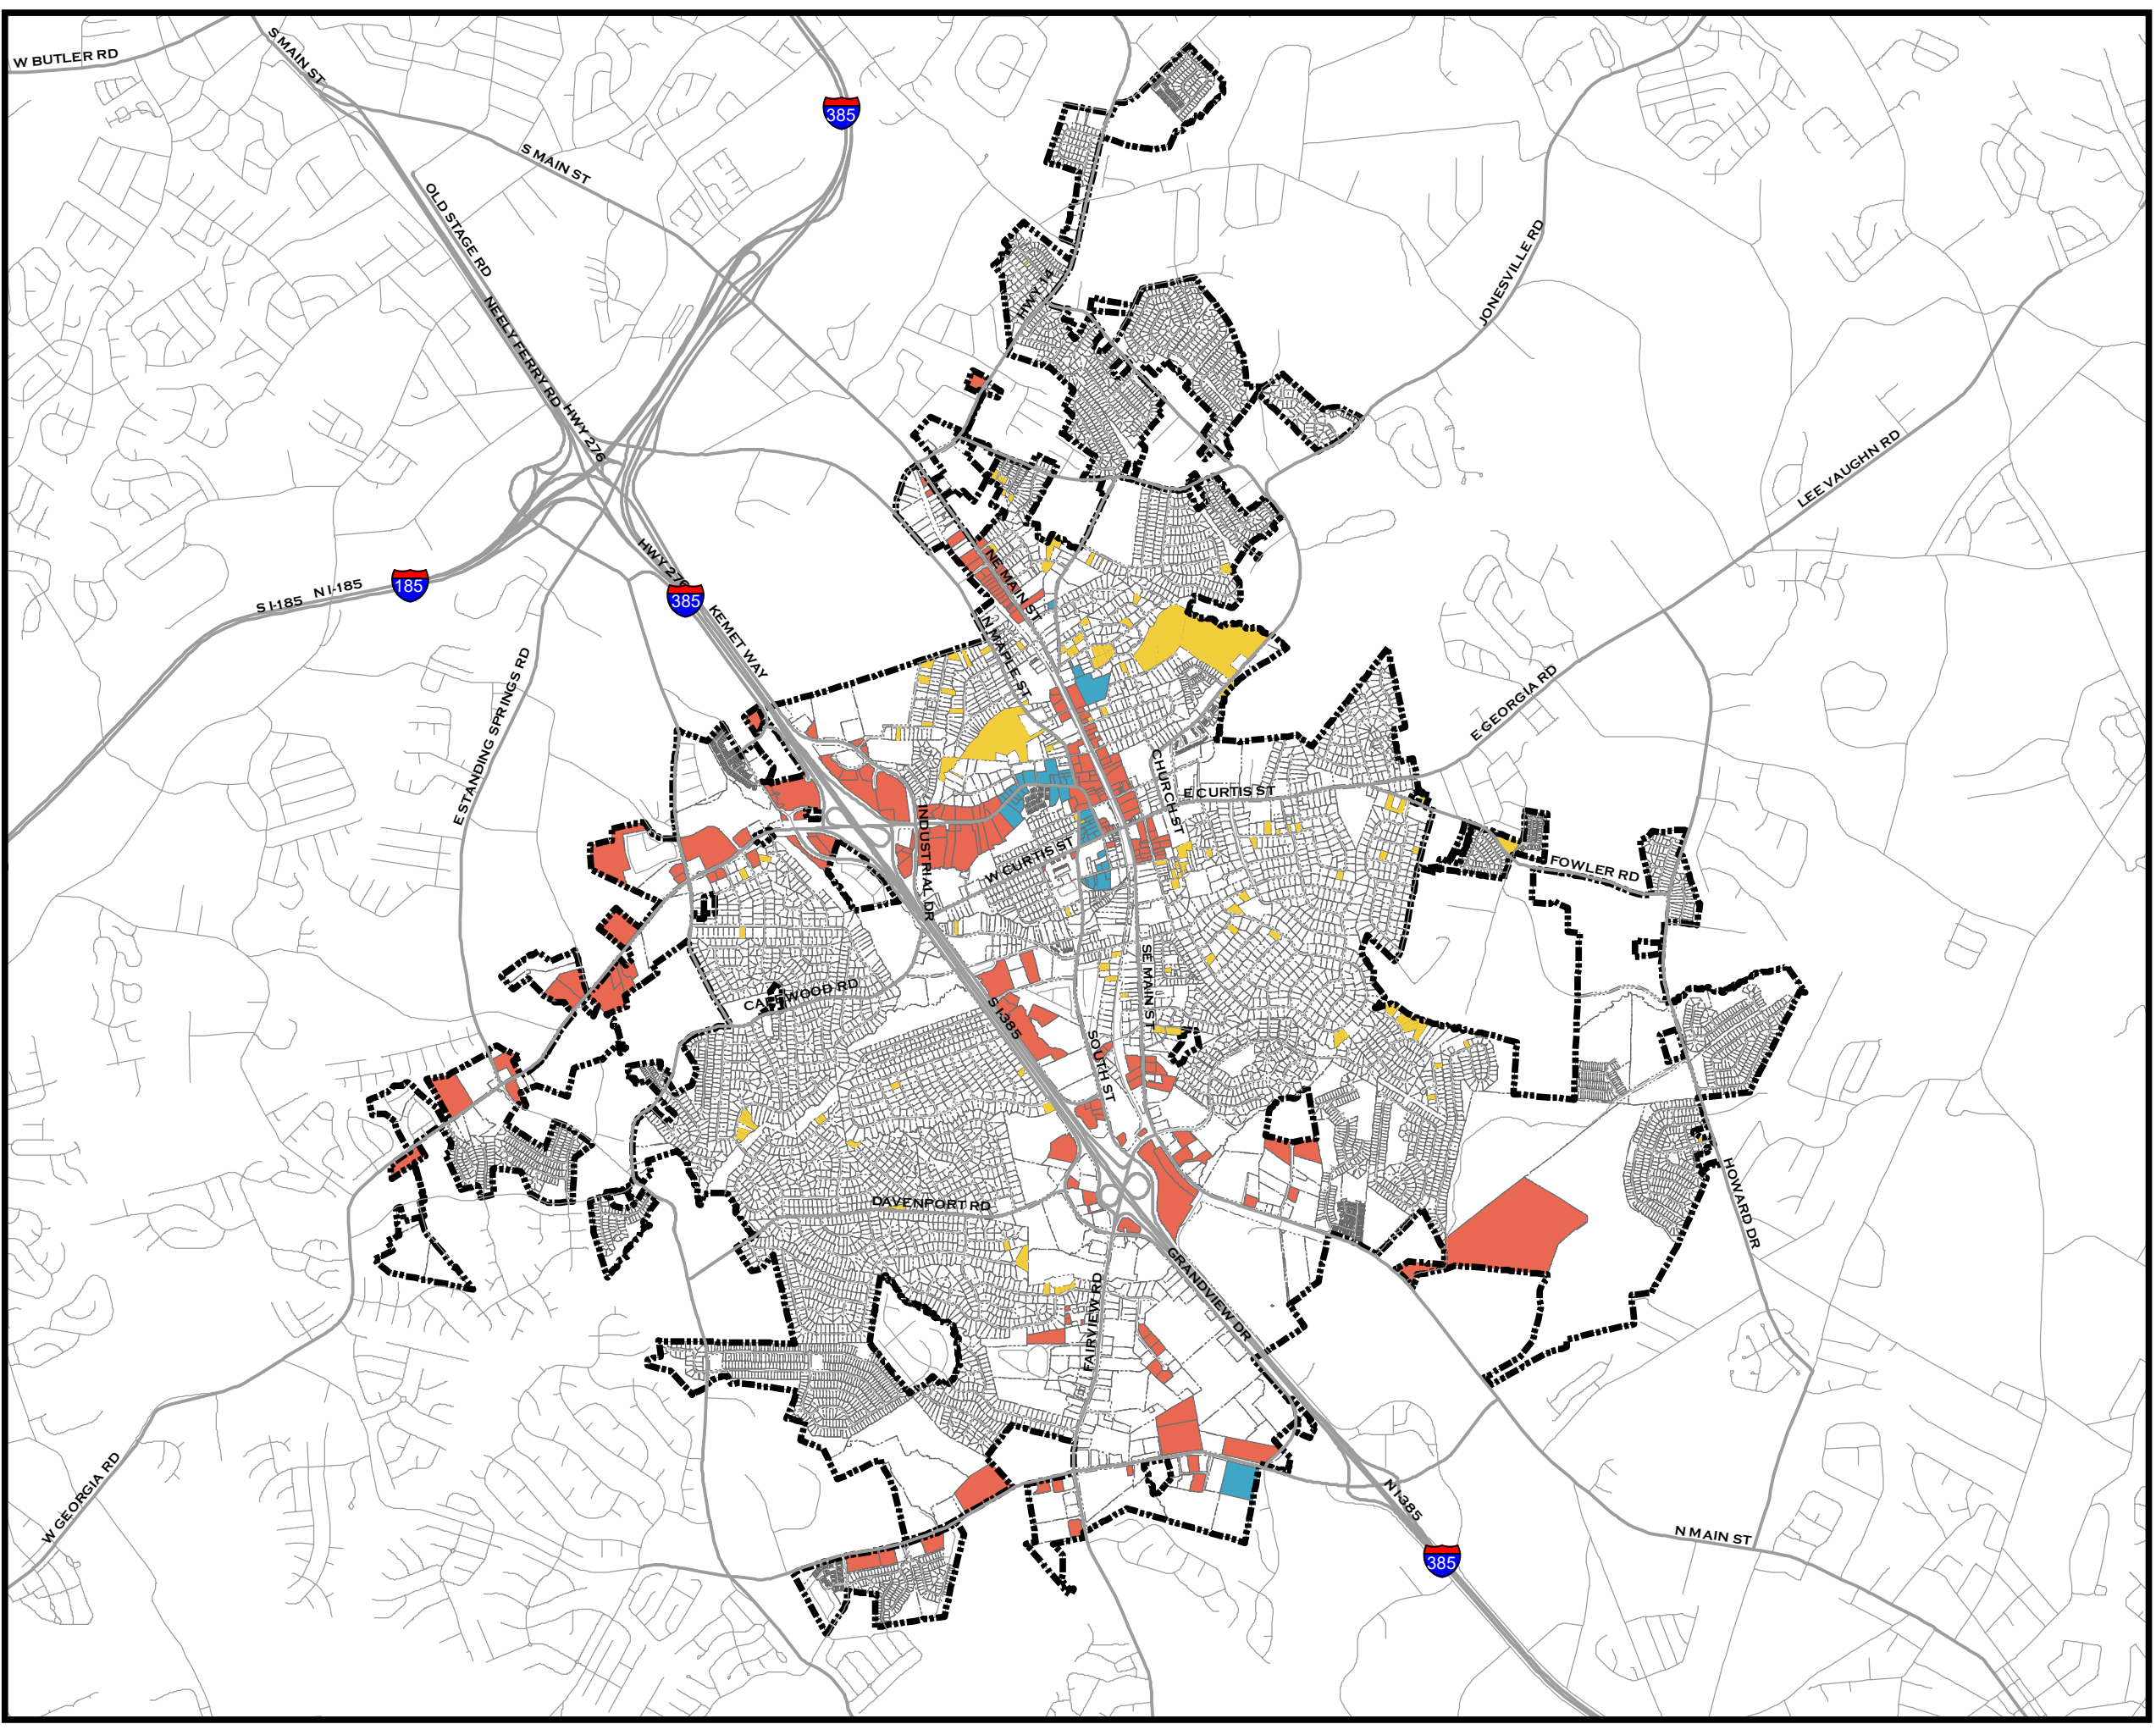 W BUTLER RD
S MAIN ST
385
S MAIN ST
OLD STAGE RD
JONESVILLE RD
HWY 14
NEELY FERRY RD
HWY 276
LEE VAUGHN RD
HWY 276
NE MAIN ST
185
N I-185
S I-185
385
KEMET WAY
N MAPLE ST
E STANDING SPRINGS RD
E GEORGIA RD
CHURCH ST
E CURTIS ST
INDUSTRIAL DR
W CURTIS ST
FOWLER RD
SE MAIN ST
S I-385
SOUTH ST
HOWARD DR
DAVENPORT RD
GRANDVIEW DR
FAIRVIEW RD
W GEORGIA RD
N I-385
N MAIN ST
385